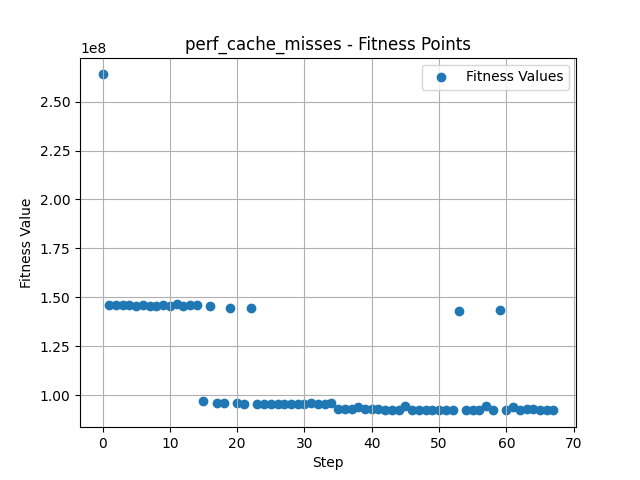 perf_cache_misses - Fitness Points
1e8
Fitness Values
2.50
2.25
2.00
1.75
1.50
1.25
1.00
Fitness Value
0 10 20 30 40 50 60 70
Step